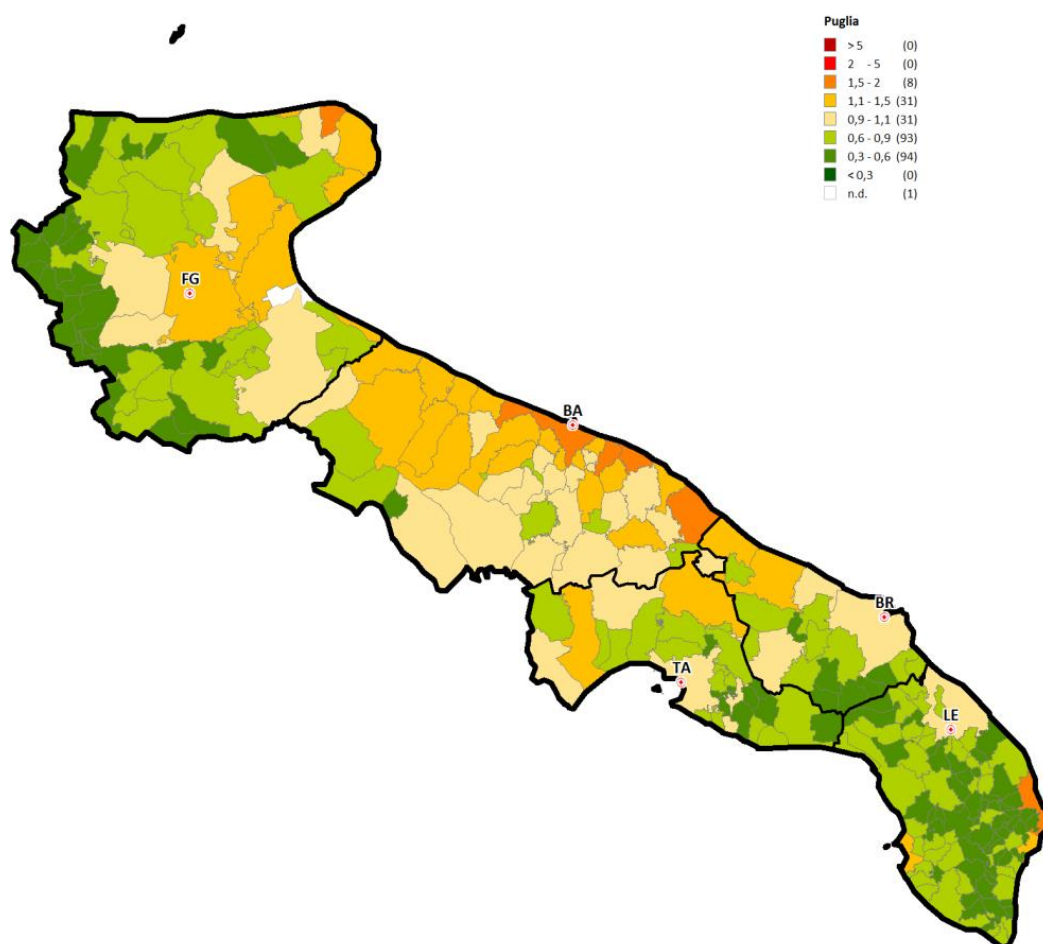 Puglia
> 5 (0)
2 - 5 (0)
1,5 - 2 (8)
1,1 - 1,5 (31)
0,9 - 1,1 (31)
0,6 - 0,9 (93)
0,3 - 0,6 (94)
< 0,3 (0)
n.d. (1)
FG
BA
BR
TA
LE